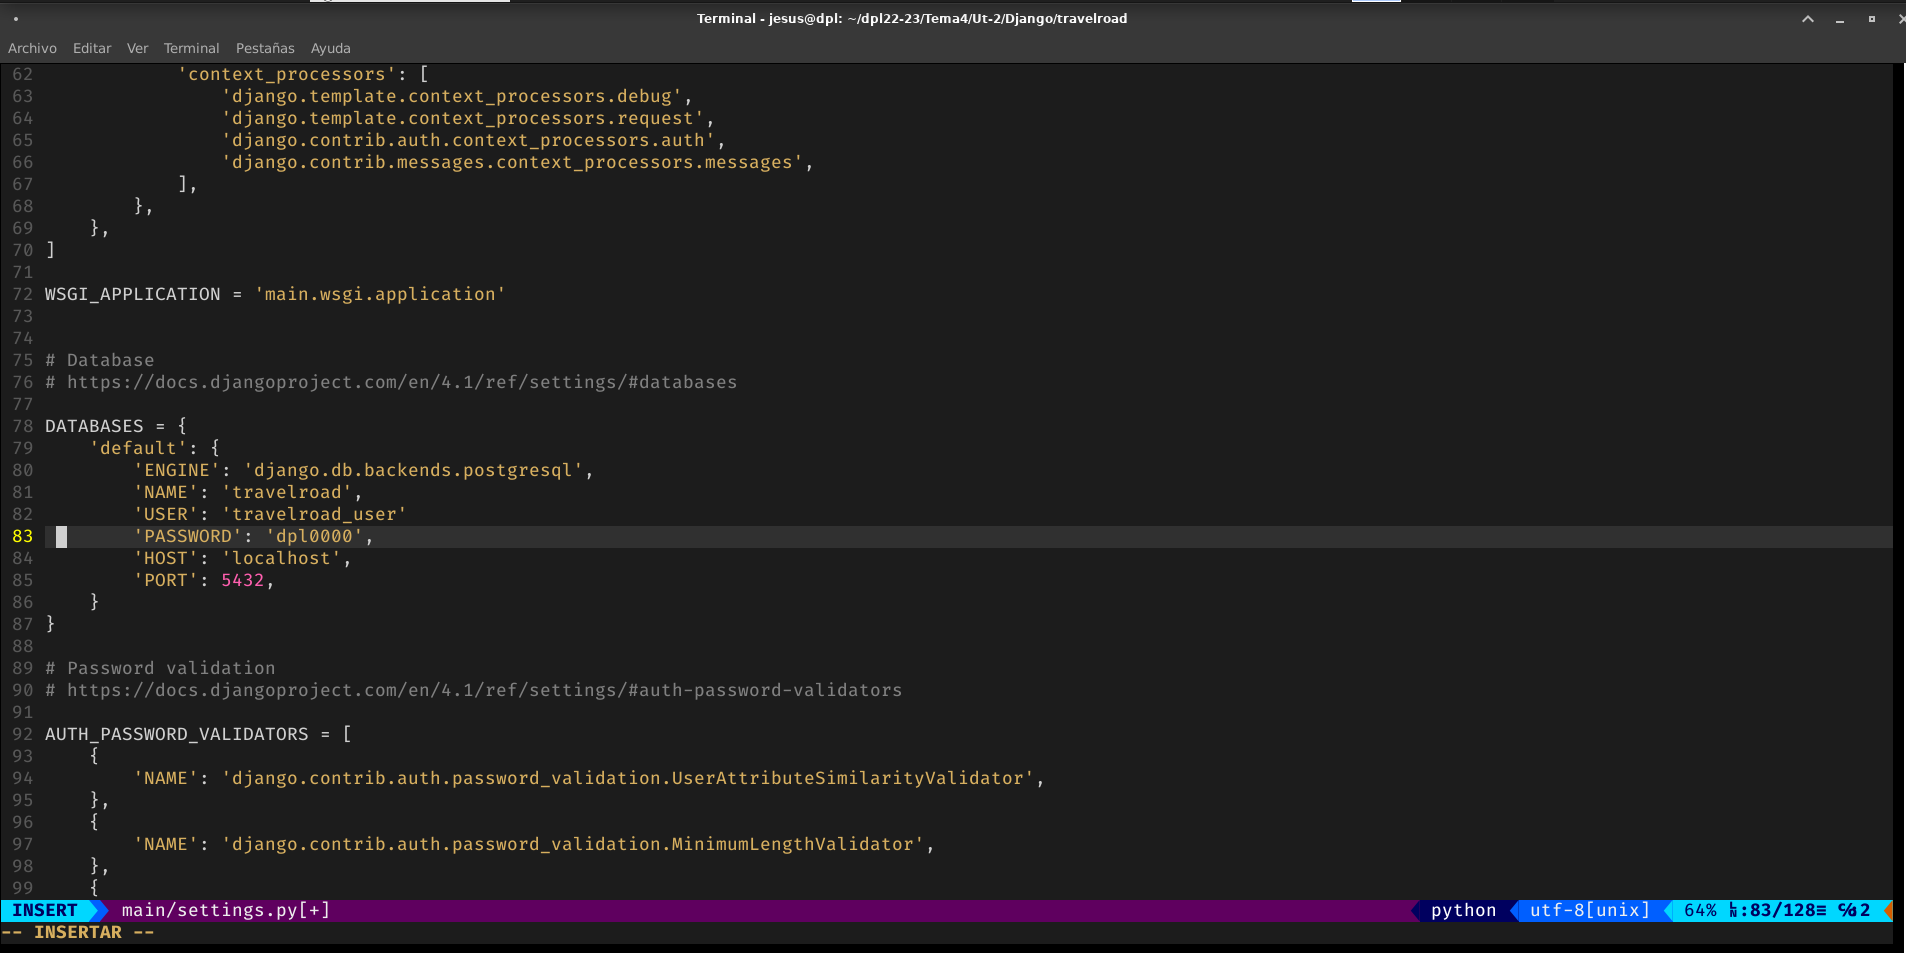 Terminal - jesus@dpl: ~/dpl22-23/Tema4/Ut-2/Django/travelroad
Archivo Editar Ver Terminal Pestañas Ayuda
62             'context_processors': [
63                 'django.template.context_processors.debug',
64                 'django.template.context_processors.request',
65                 'django.contrib.auth.context_processors.auth',
66                 'django.contrib.messages.context_processors.messages',
67             ],
68         },
69     },
70 ]
71
72 WSGI_APPLICATION = 'main.wsgi.application'
73
74
75 # Database
76 # https://docs.djangoproject.com/en/4.1/ref/settings/#databases
77
78 DATABASES = {
79     'default': {
80         'ENGINE': 'django.db.backends.postgresql',
81         'NAME': 'travelroad',
82         'USER': 'travelroad_user'
83         'PASSWORD': 'dpl0000',
84         'HOST': 'localhost',
85         'PORT': 5432,
86     }
87 }
88
89 # Password validation
90 # https://docs.djangoproject.com/en/4.1/ref/settings/#auth-password-validators
91
92 AUTH_PASSWORD_VALIDATORS = [
93     {
94         'NAME': 'django.contrib.auth.password_validation.UserAttributeSimilarityValidator',
95     },
96     {
97         'NAME': 'django.contrib.auth.password_validation.MinimumLengthValidator',
98     },
99     {
INSERT main/settings.py[+] python utf-8[unix] 64% ㏑:83/128≡ ℅:2
-- INSERTAR --